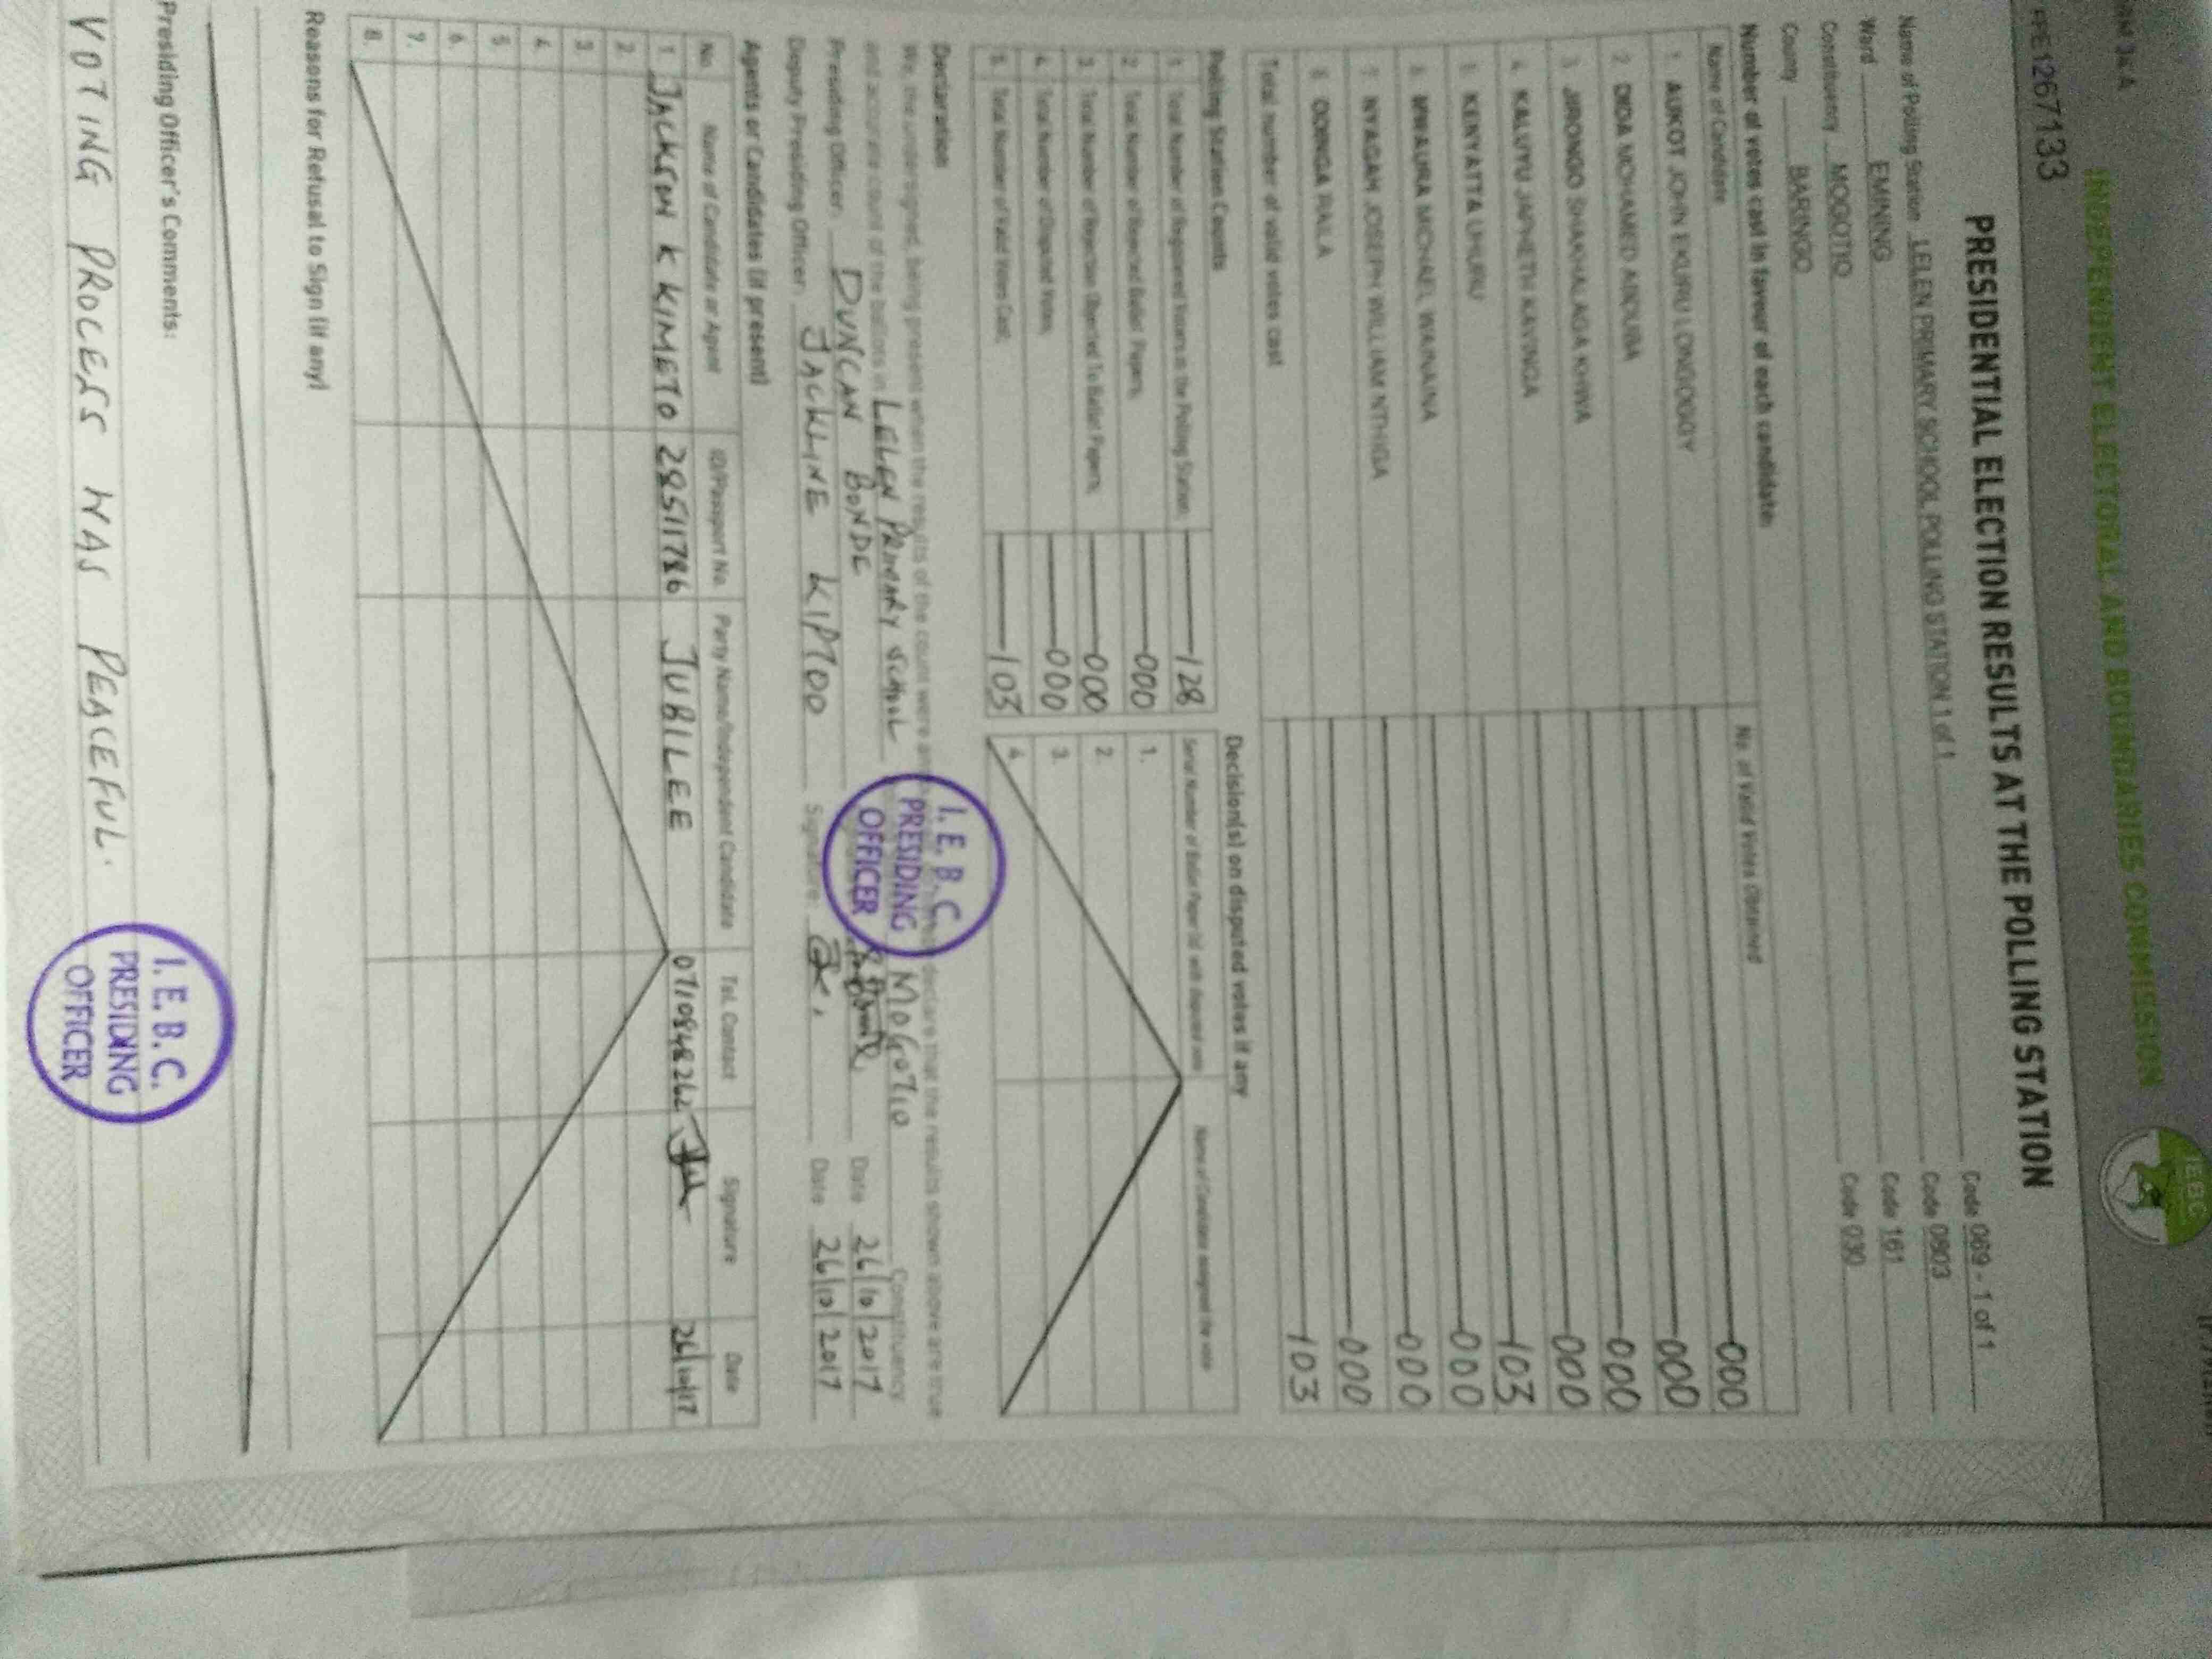 INDEPENDENT ELECTORAL AND BOUNDARIES COMMISSION
IEBC
1267133
PRESIDENTIAL ELECTION RESULTS AT THE POLLING STATION
Name of Polling Station LELEN PRIMARY SCHOOL POLLING STATION 1 of 1 Code 069 - 1 of 1
Ward EMINING Code 0803
Constituency MOGOTIO Code 161
County BARINGO Code 030
Number of votes cast in favor of each candidate:
Name of Candidate No. of Valid Votes Obtained
1. AUKOT JOHN EKURU LONGOGGY 000
2. DIDA MOHAMED ABDUBA 000
3. JIRONGO SHAKHALAGA KHWA 000
4. KALUYU JAPHETH KAVINGA 000
5. KENYATTA UHURU 103
6. MWAURA MICHAEL WAINAINA 000
7. NYAGAH JOSEPH WILLIAM NTHIGA 000
8. ODINGA RAILA 000
Total number of valid votes cast 103
Polling Station Counts
1. Total Number of Registered Voters in the Polling Station 128
2. Total Number of Rejected Ballot Papers 000
3. Total Number of Rejection Objected To Ballot Papers 000
4. Total Number of Disputed Votes 000
5. Total Number of Valid Votes Cast 103
Decision(s) on disputed votes if any
Serial Number of Ballot Paper (s) with disputed vote Name of Candidate assigned the vote
1.
2.
3.
4.
Declaration
We, the undersigned, being present when the results of the count were declare that the results shown above are true
and accurate count of the ballots in LELEN PRIMARY SCHOOL MOGOTIO Constituency
Presiding Officer: DUNCAN BONDE Date 26/10/2017
Deputy Presiding Officer: JACKLINE KIPTOO Signature Date 26/10/2017
I.E.B.C.
PRESIDING
OFFICER
Agents or Candidates (if present)
No. Name of Candidate or Agent ID/Passport No. Party Name/Independent Candidate Tel. Contact Signature Date
1. JACKSON K KIMETO 28511786 JUBILEE 0710848262 26/10/17
2.
3.
4.
5.
6.
7.
8.
Reasons for Refusal to Sign (if any)
Presiding Officer's Comments:
VOTING PROCESS WAS PEACEFUL.
I.E.B.C.
PRESIDING
OFFICER